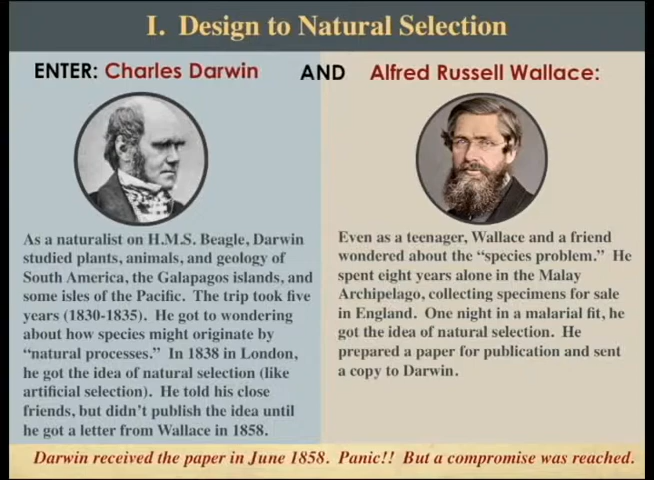 I. Design to Natural Selection
ENTER: Charles Darwin AND Alfred Russell Wallace:
As a naturalist on H.M.S. Beagle, Darwin
studied plants, animals, and geology of
South America, the Galapagos islands, and
some isles of the Pacific. The trip took five
years (1830-1835). He got to wondering
about how species might originate by
“natural processes.” In 1838 in London,
he got the idea of natural selection (like
artificial selection). He told his close
friends, but didn’t publish the idea until
he got a letter from Wallace in 1858.
Even as a teenager, Wallace and a friend
wondered about the “species problem.” He
spent eight years alone in the Malay
Archipelago, collecting specimens for sale
in England. One night in a malarial fit, he
got the idea of natural selection. He
prepared a paper for publication and sent
a copy to Darwin.
Darwin received the paper in June 1858. Panic!! But a compromise was reached.